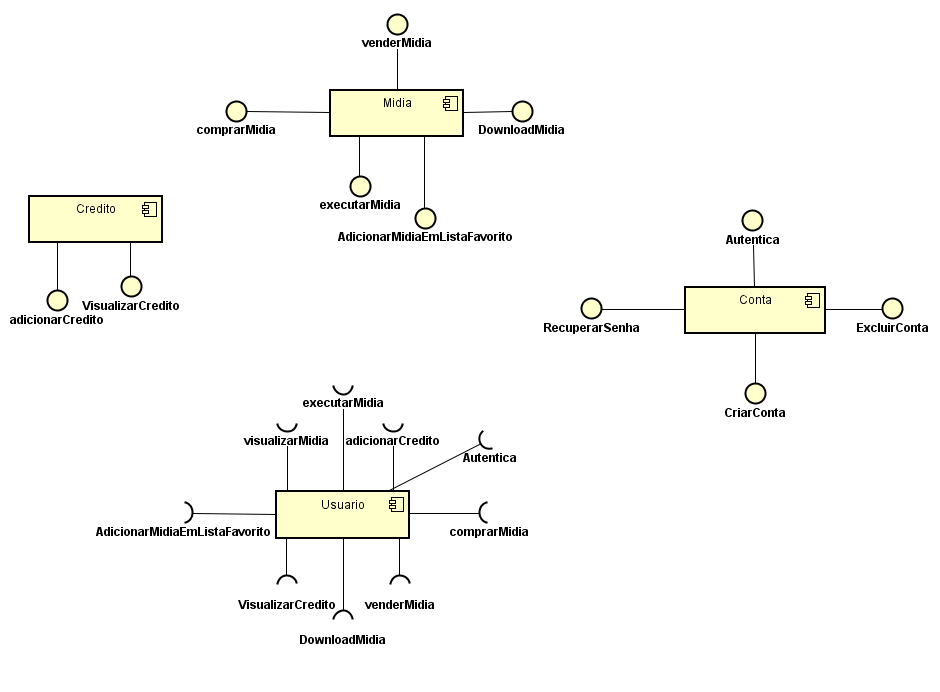 venderMidia
Midia
comprarMidia
DownloadMidia
executarMidia
AdicionarMidiaEmListaFavorito
Credito
adicionarCredito
VisualizarCredito
Autentica
Conta
RecuperarSenha
ExcluirConta
CriarConta
executarMidia
visualizarMidia
adicionarCredito
Autentica
Usuario
AdicionarMidiaEmListaFavorito
comprarMidia
VisualizarCredito
venderMidia
DownloadMidia